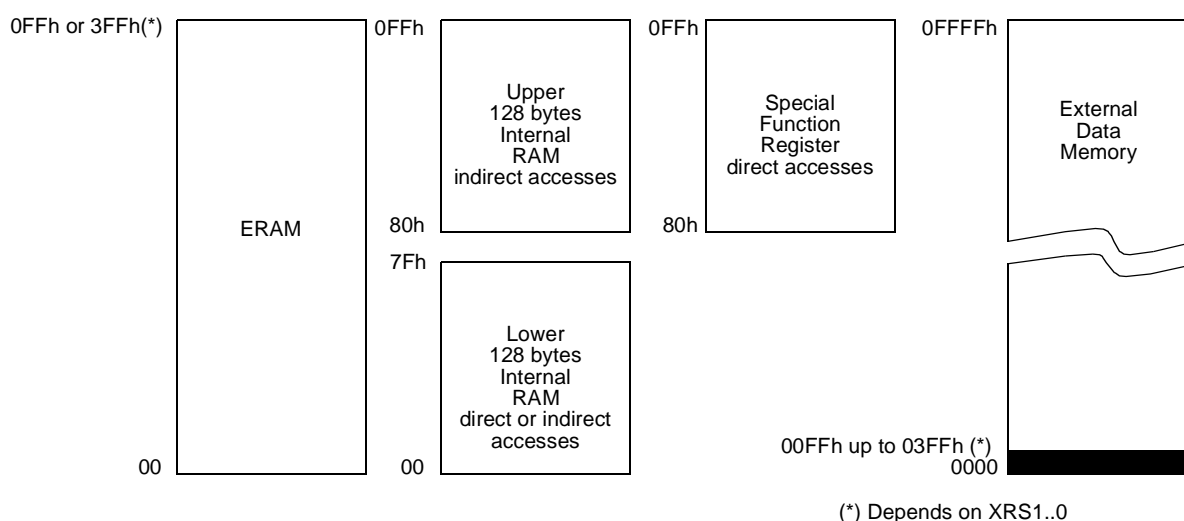 0FFh or 3FFh(*)
ERAM
00
0FFh
Upper
128 bytes
Internal
RAM
indirect accesses
80h
7Fh
Lower
128 bytes
Internal
RAM
direct or indirect
accesses
00
0FFh
Special
Function
Register
direct accesses
80h
0FFFFh
External
Data
Memory
00FFh up to 03FFh (*)
0000
(*) Depends on XRS1..0